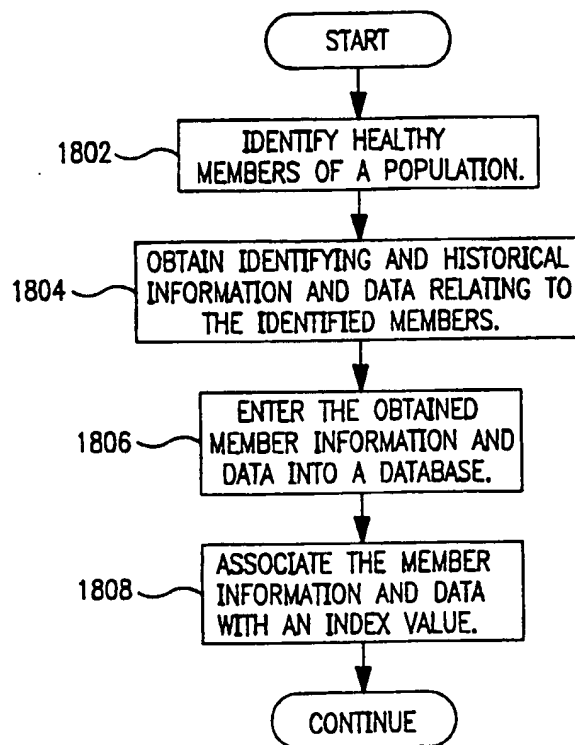 START
1802
IDENTIFY HEALTHY
MEMBERS OF A POPULATION.
1804
OBTAIN IDENTIFYING AND HISTORICAL
INFORMATION AND DATA RELATING TO
THE IDENTIFIED MEMBERS.
1806
ENTER THE OBTAINED
MEMBER INFORMATION AND
DATA INTO A DATABASE.
1808
ASSOCIATE THE MEMBER
INFORMATION AND DATA
WITH AN INDEX VALUE.
CONTINUE